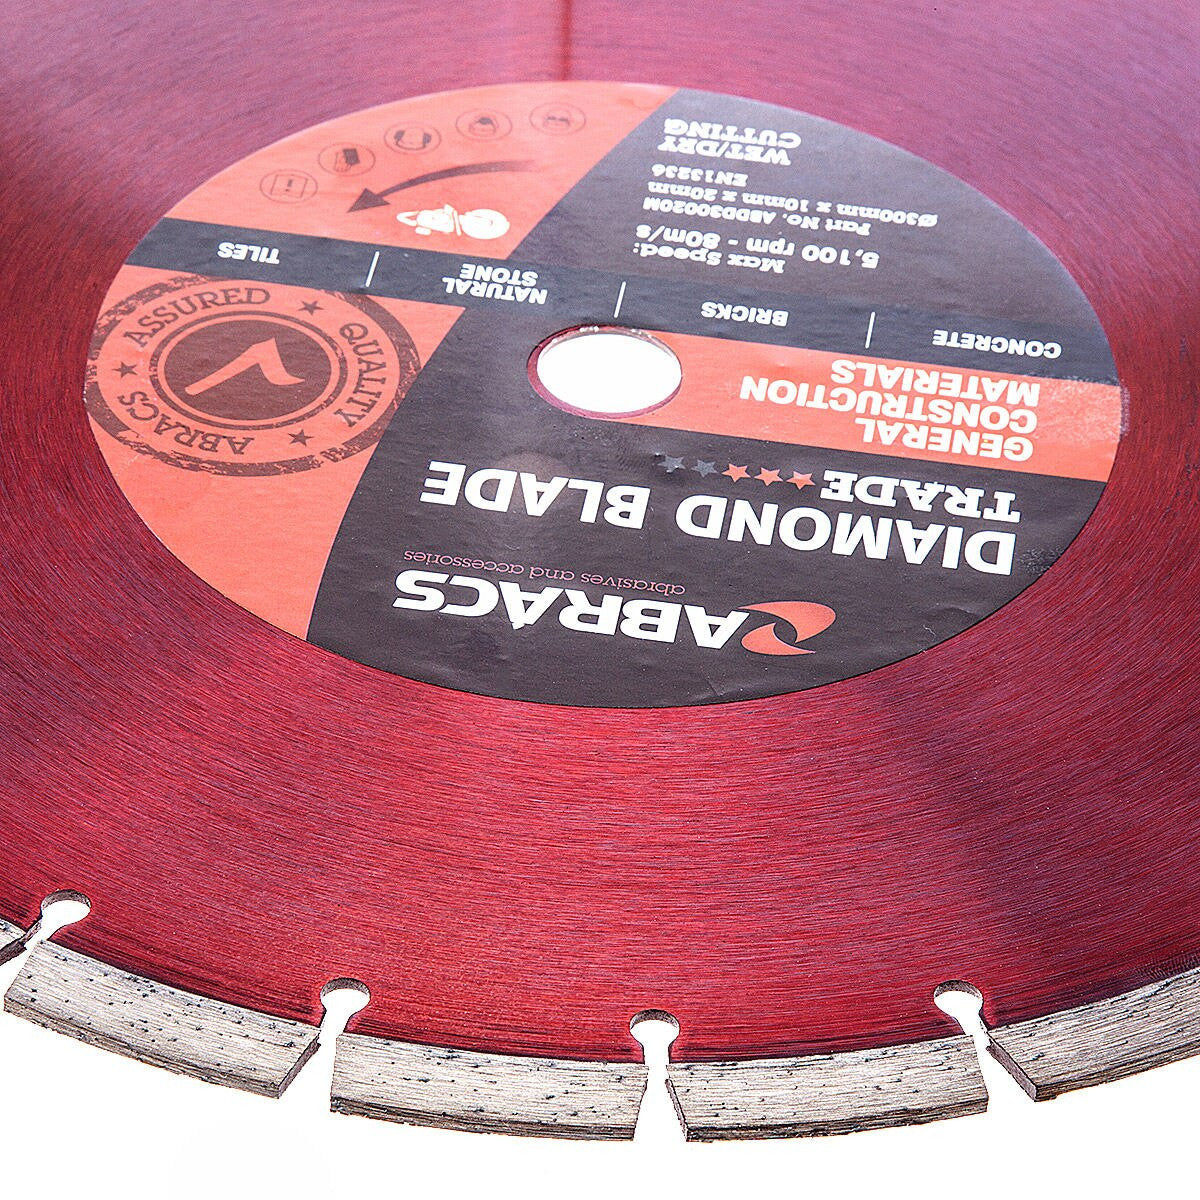 ABRACS
abrasives and accessories
DIAMOND BLADE
TRADE
GENERAL
CONSTRUCTION
MATERIALS
CONCRETE
BRICKS
NATURAL
STONE
TILES
Max Speed:
5,100 rpm - 80m/s
Part No. ABDD30020M
Ø300mm x 10mm x 20mm
EN13236
WET/DRY
CUTTING
ABRACS ★ ASSURED ★ QUALITY ★